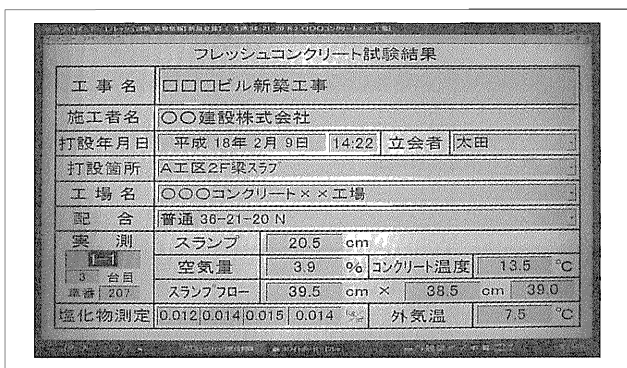 フレッシュコンクリート試験結果
工事名 □□□ビル新築工事
施工者名 〇〇建設株式会社
打設年月日 平成 18年 2月 9日 14:22 立会者 太田
打設箇所 A工区2F梁スラブ
工場名 〇〇〇コンクリート××工場
配合 普通 36-21-20 N
実測 スランプ 20.5 cm
空気量 3.9 % コンクリート温度 13.5 ℃
3 台目
車番 207 スランプフロー 39.5 cm × 38.5 cm 39.0
塩化物測定 0.012 0.014 0.015 0.014 外気温 7.5 ℃